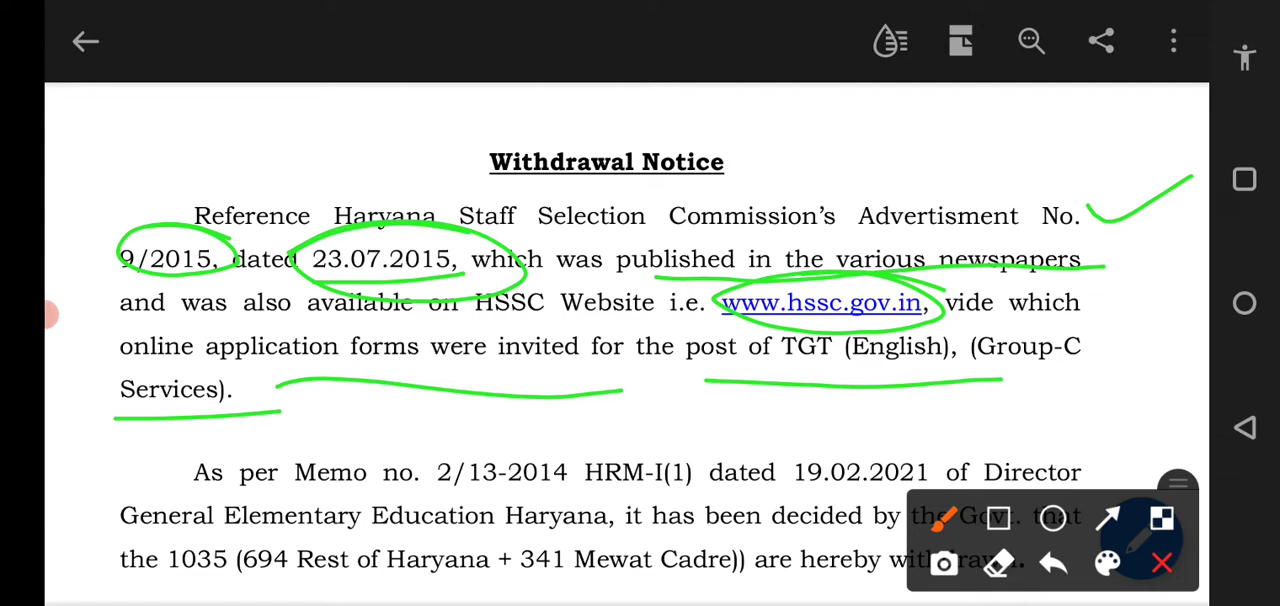 Withdrawal Notice
Reference Haryana Staff Selection Commission's Advertisment No.
9/2015, dated 23.07.2015, which was published in the various newspapers
and was also available on HSSC Website i.e. www.hssc.gov.in, vide which
online application forms were invited for the post of TGT (English), (Group-C
Services).
As per Memo no. 2/13-2014 HRM-I(1) dated 19.02.2021 of Director
General Elementary Education Haryana, it has been decided by the Govt. that
the 1035 (694 Rest of Haryana + 341 Mewat Cadre)) are hereby withdrawn.